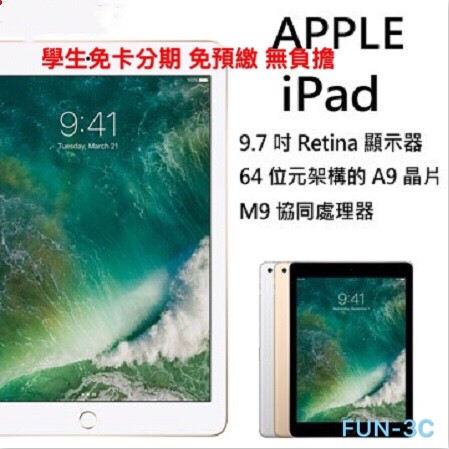 APPLE
iPad
學生免卡分期 免預繳 無負擔
9.7 吋 Retina 顯示器
64 位元架構的 A9 晶片
M9 協同處理器
9:41
Tuesday, March 21
9:41
FUN-3C